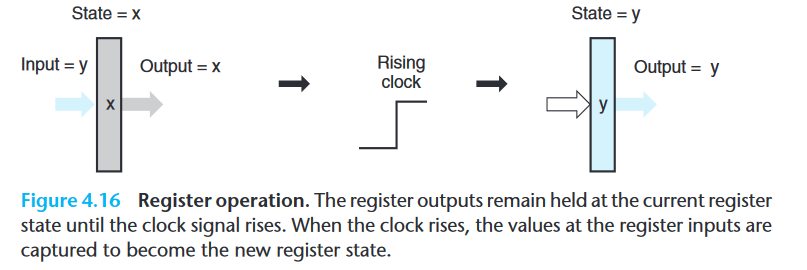 State = x
State = y
Input = y
Output = x
Rising
clock
Output = y
x
y
Figure 4.16 Register operation. The register outputs remain held at the current register
state until the clock signal rises. When the clock rises, the values at the register inputs are
captured to become the new register state.